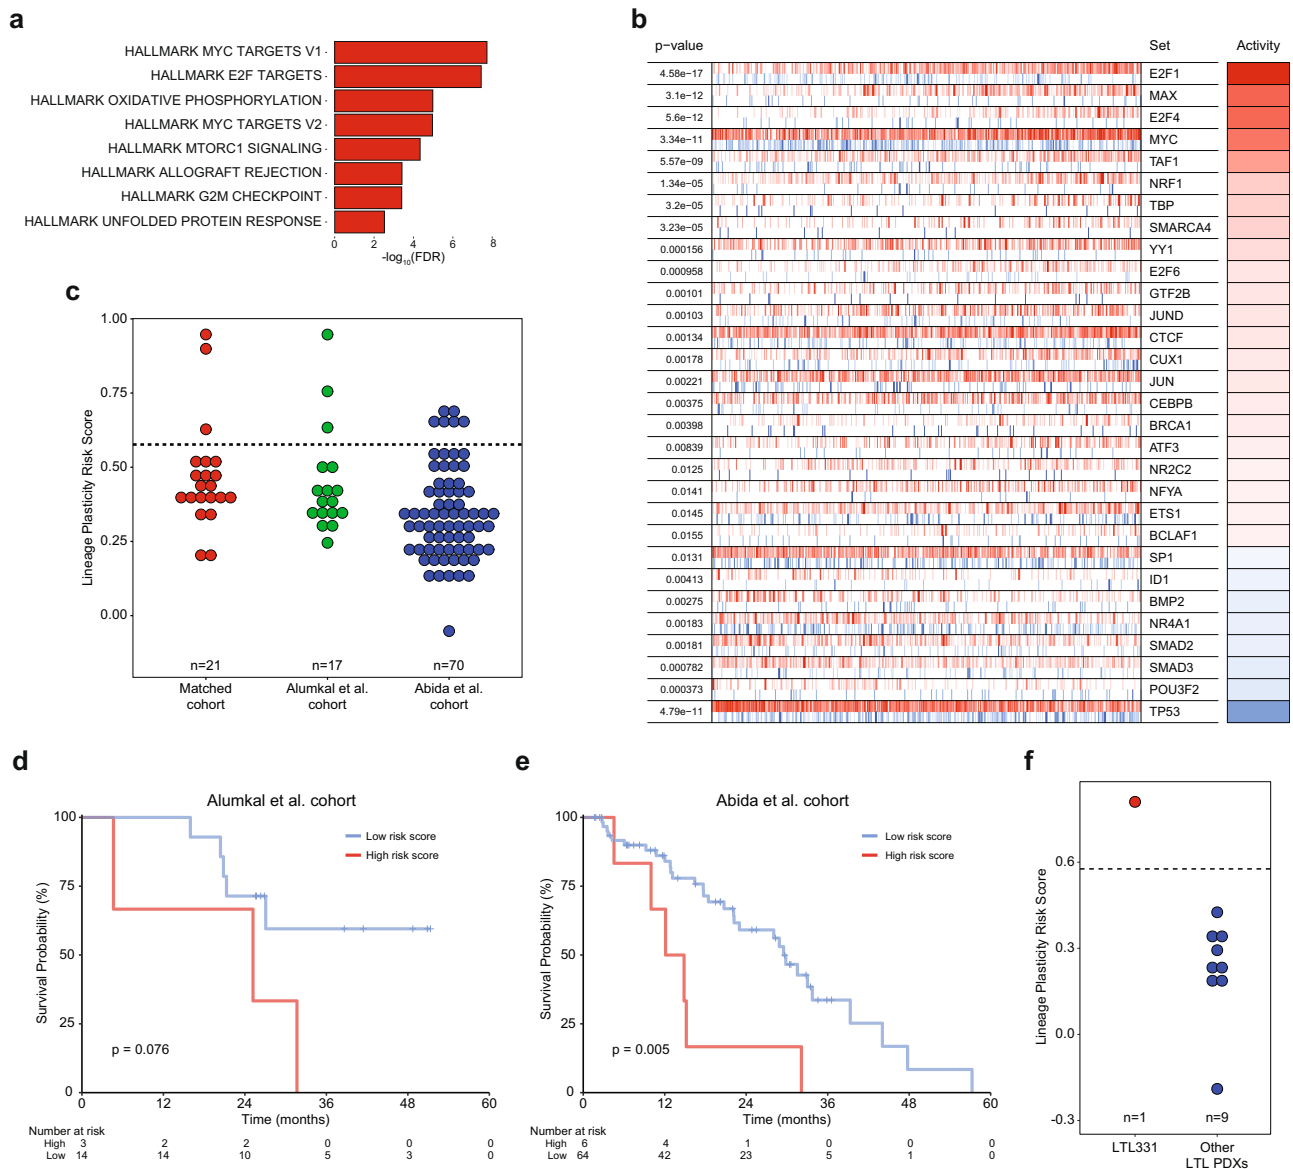 a
HALLMARK MYC TARGETS V1
HALLMARK E2F TARGETS
HALLMARK OXIDATIVE PHOSPHORYLATION
HALLMARK MYC TARGETS V2
HALLMARK MTORC1 SIGNALING
HALLMARK ALLOGRAFT REJECTION
HALLMARK G2M CHECKPOINT
HALLMARK UNFOLDED PROTEIN RESPONSE
0 2 4 6 8
-log10(FDR)
b
p−value Set Activity
4.58e−17 E2F1
3.1e−12 MAX
5.6e−12 E2F4
3.34e−11 MYC
5.57e−09 TAF1
1.34e−05 NRF1
3.2e−05 TBP
3.23e−05 SMARCA4
0.000156 YY1
0.000958 E2F6
0.00101 GTF2B
0.00103 JUND
0.00134 CTCF
0.00178 CUX1
0.00221 JUN
0.00375 CEBPB
0.00398 BRCA1
0.00839 ATF3
0.0125 NR2C2
0.0141 NFYA
0.0145 ETS1
0.0155 BCLAF1
0.0131 SP1
0.00413 ID1
0.00275 BMP2
0.00183 NR4A1
0.00181 SMAD2
0.000782 SMAD3
0.000373 POU3F2
4.79e−11 TP53
c
Lineage Plasticity Risk Score
1.00
0.75
0.50
0.25
0.00
n=21 n=17 n=70
Matched cohort
Alumkal et al. cohort
Abida et al. cohort
d
Alumkal et al. cohort
Survival Probability (%)
100
75
50
25
0
Low risk score
High risk score
p = 0.076
0 12 24 36 48 60
Time (months)
Number at risk
High 3 2 2 0 0 0
Low 14 14 10 5 3 0
e
Abida et al. cohort
Survival Probability (%)
100
75
50
25
0
Low risk score
High risk score
p = 0.005
0 12 24 36 48 60
Time (months)
Number at risk
High 6 4 1 0 0 0
Low 64 42 23 5 1 0
f
Lineage Plasticity Risk Score
0.6
0.3
0.0
-0.3
n=1 n=9
LTL331
Other
LTL PDXs